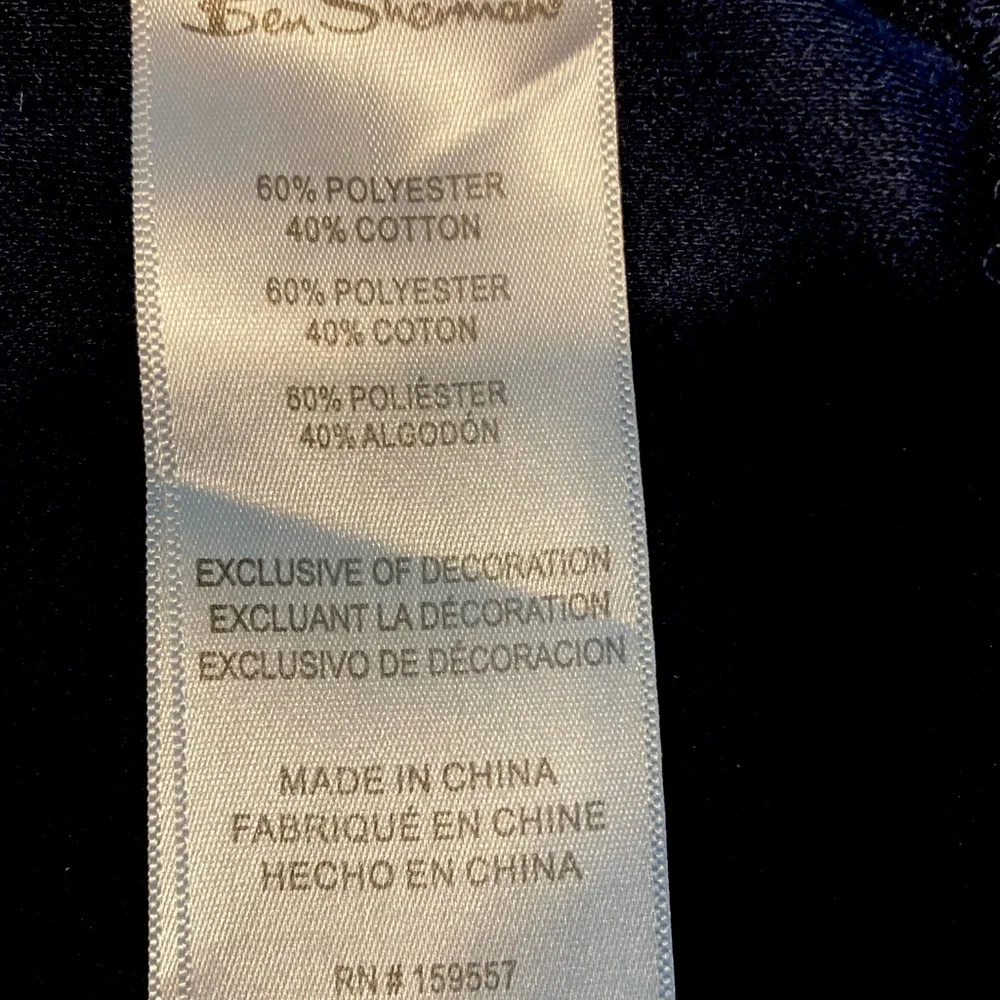 Ben Sherman
60% POLYESTER
40% COTTON
60% POLYESTER
40% COTON
60% POLIÉSTER
40% ALGODÓN
EXCLUSIVE OF DECORATION
EXCLUANT LA DÉCORATION
EXCLUSIVO DE DÉCORACION
MADE IN CHINA
FABRIQUÉ EN CHINE
HECHO EN CHINA
RN # 159557